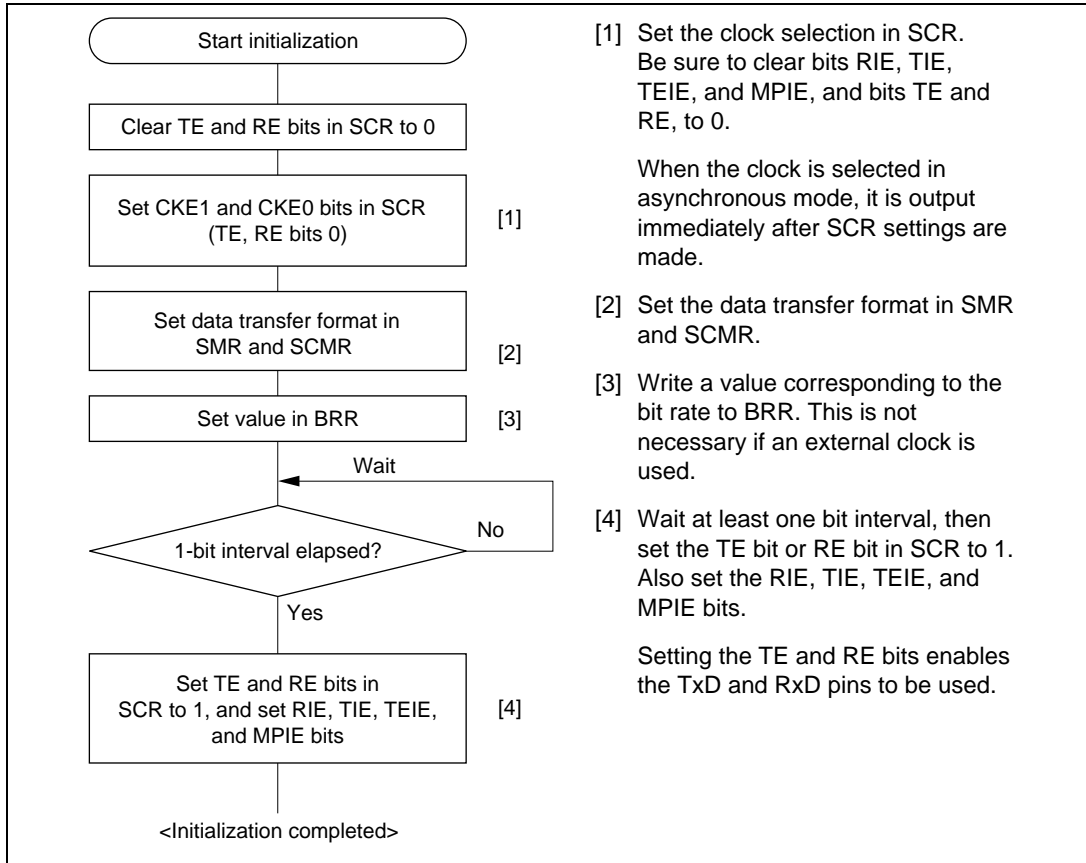 Start initialization
Clear TE and RE bits in SCR to 0
Set CKE1 and CKE0 bits in SCR
(TE, RE bits 0)
[1]
Set data transfer format in
SMR and SCMR
[2]
Set value in BRR
[3]
Wait
No
1-bit interval elapsed?
Yes
Set TE and RE bits in
SCR to 1, and set RIE, TIE, TEIE,
and MPIE bits
[4]
<Initialization completed>
[1] Set the clock selection in SCR.
Be sure to clear bits RIE, TIE,
TEIE, and MPIE, and bits TE and
RE, to 0.
When the clock is selected in
asynchronous mode, it is output
immediately after SCR settings are
made.
[2] Set the data transfer format in SMR
and SCMR.
[3] Write a value corresponding to the
bit rate to BRR. This is not
necessary if an external clock is
used.
[4] Wait at least one bit interval, then
set the TE bit or RE bit in SCR to 1.
Also set the RIE, TIE, TEIE, and
MPIE bits.
Setting the TE and RE bits enables
the TxD and RxD pins to be used.